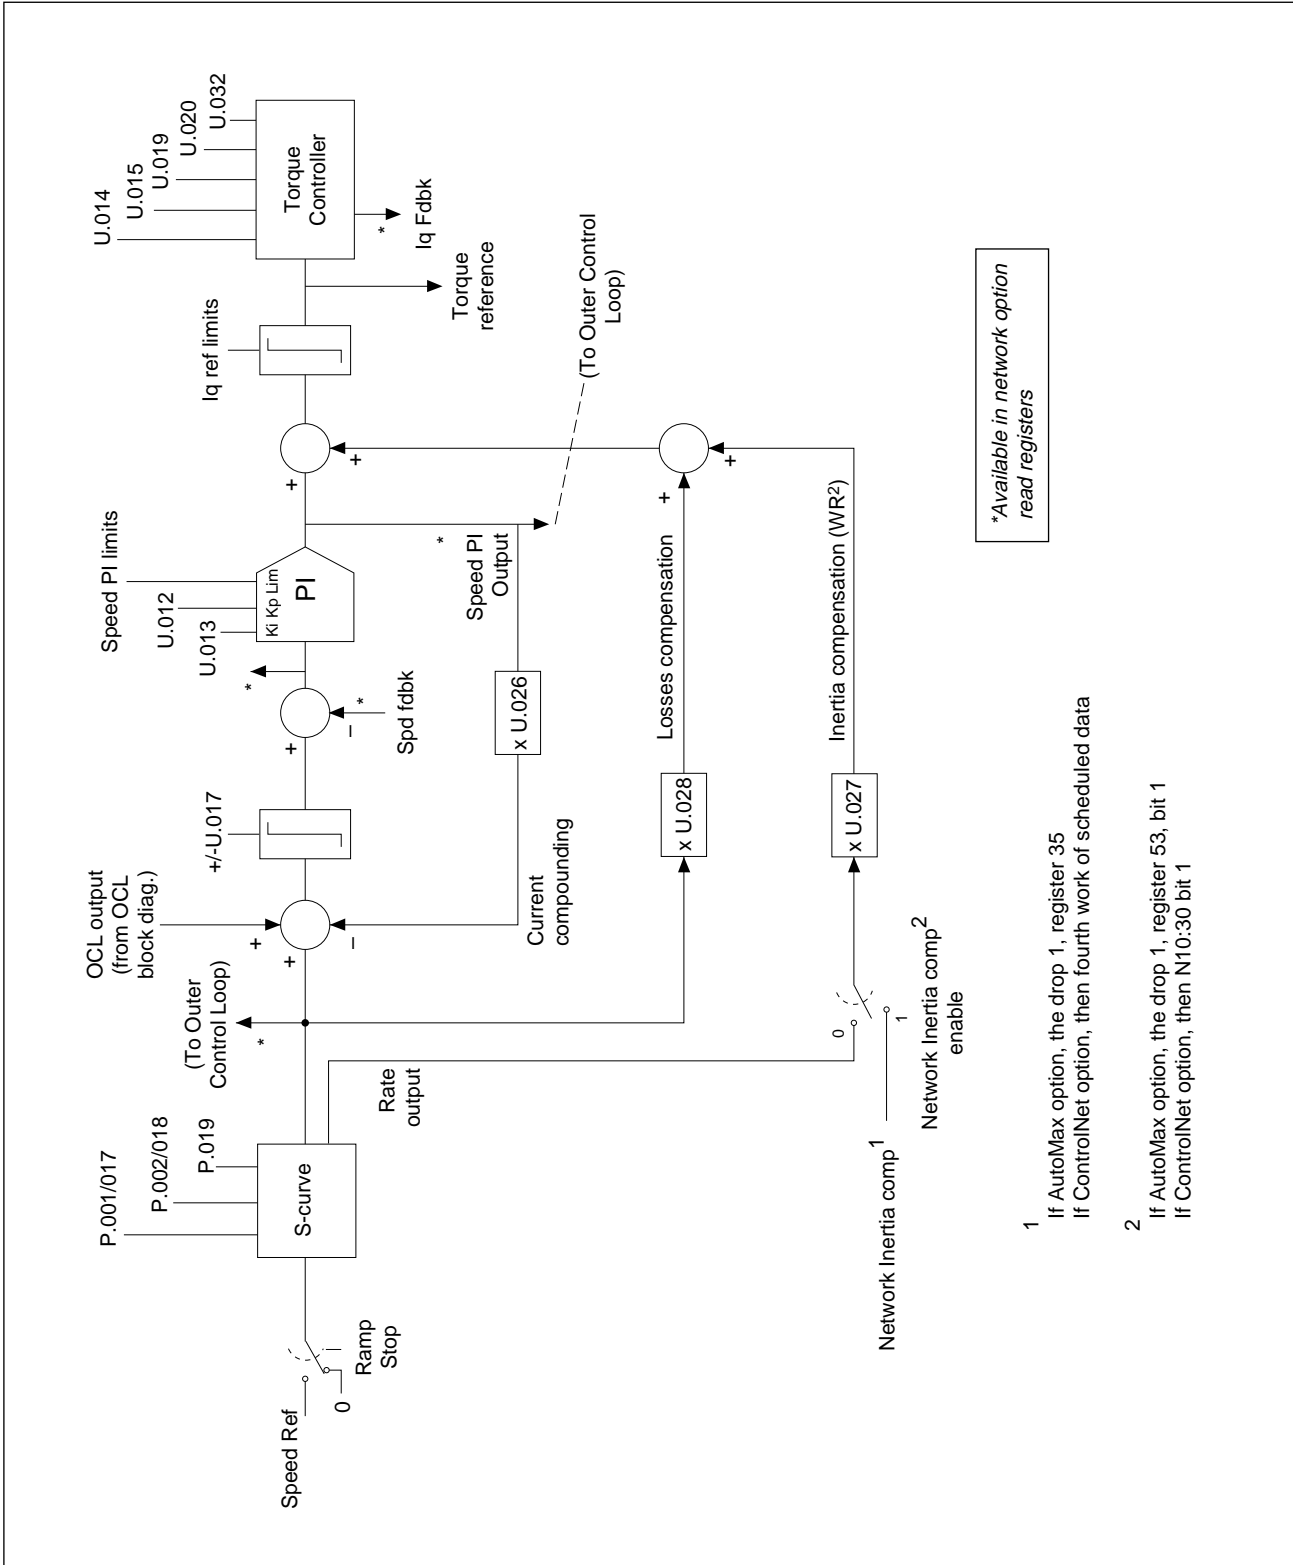 Speed Ref
0
Ramp
Stop
P.001/017
P.002/018
P.019
S-curve
Rate
output
(To Outer
Control Loop)
*
OCL output
(from OCL
block diag.)
+
+
–
+/-U.017
Current
compounding
+
–
*
Spd fdbk
*
Speed PI limits
U.012
U.013
Ki Kp Lim
PI
*
Speed PI
Output
x U.026
(To Outer Control
Loop)
+
+
Iq ref limits
Torque
reference
U.014
U.015
U.019
U.020
U.032
Torque
Controller
*
Iq Fdbk
x U.028
Losses compensation
+
+
x U.027
Inertia compensation (WR²)
0
1
Network Inertia comp¹
Network Inertia comp²
enable
*Available in network option
read registers
1
If AutoMax option, the drop 1, register 35
If ControlNet option, then fourth work of scheduled data
2
If AutoMax option, the drop 1, register 53, bit 1
If ControlNet option, then N10:30 bit 1